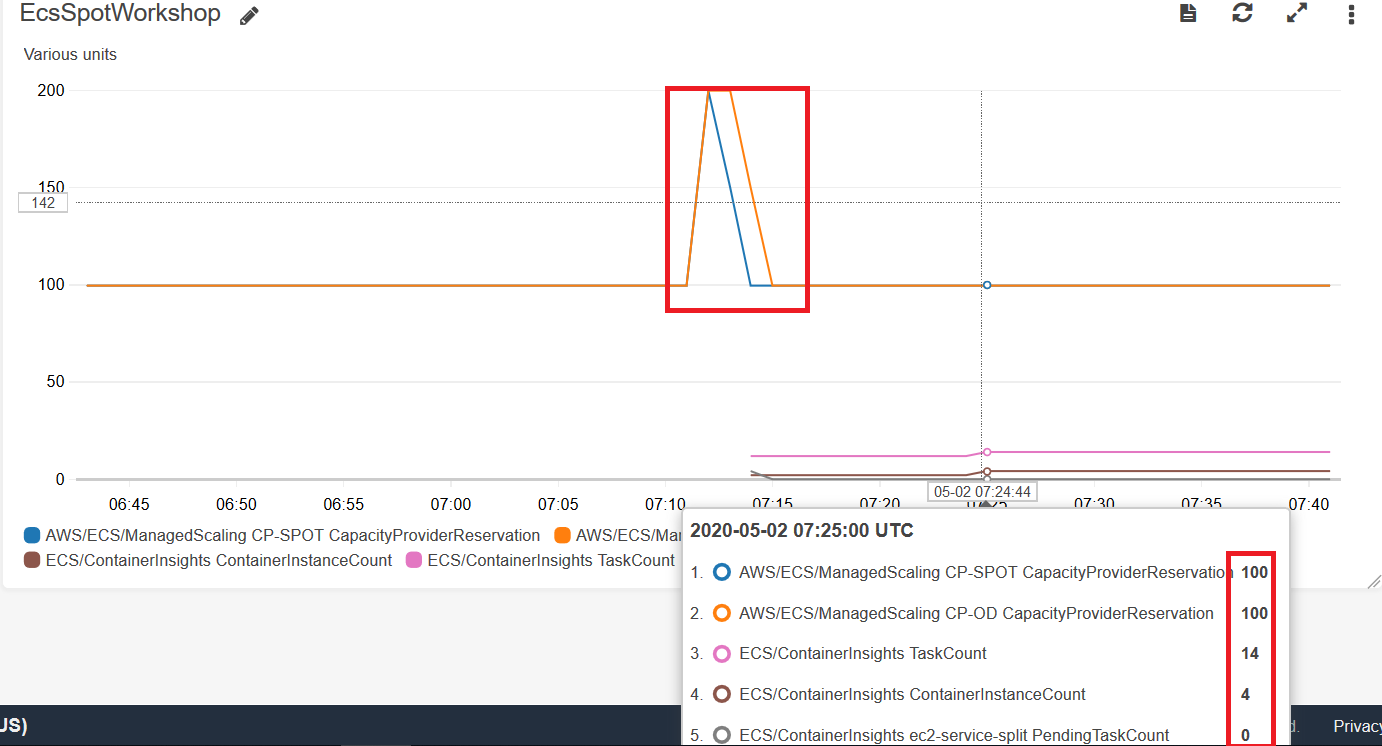 EcsSpotWorkshop
Various units
200
150
142
100
50
0
06:45 06:50 06:55 07:00 07:05 07:10 07:15 07:20 07:25 07:30 07:35 07:40
05-02 07:24:44
AWS/ECS/ManagedScaling CP-SPOT CapacityProviderReservation AWS/ECS/Mar
ECS/ContainerInsights ContainerInstanceCount ECS/ContainerInsights TaskCount
2020-05-02 07:25:00 UTC
1. AWS/ECS/ManagedScaling CP-SPOT CapacityProviderReservation 100
2. AWS/ECS/ManagedScaling CP-OD CapacityProviderReservation 100
3. ECS/ContainerInsights TaskCount 14
4. ECS/ContainerInsights ContainerInstanceCount 4
5. ECS/ContainerInsights ec2-service-split PendingTaskCount 0
US) d. Privacy